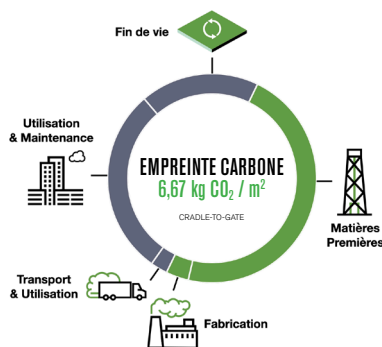 Fin de vie
Utilisation
& Maintenance
EMPREINTE CARBONE
6,67 kg CO₂ / m²
CRADLE-TO-GATE
Matières
Premières
Transport
& Utilisation
Fabrication